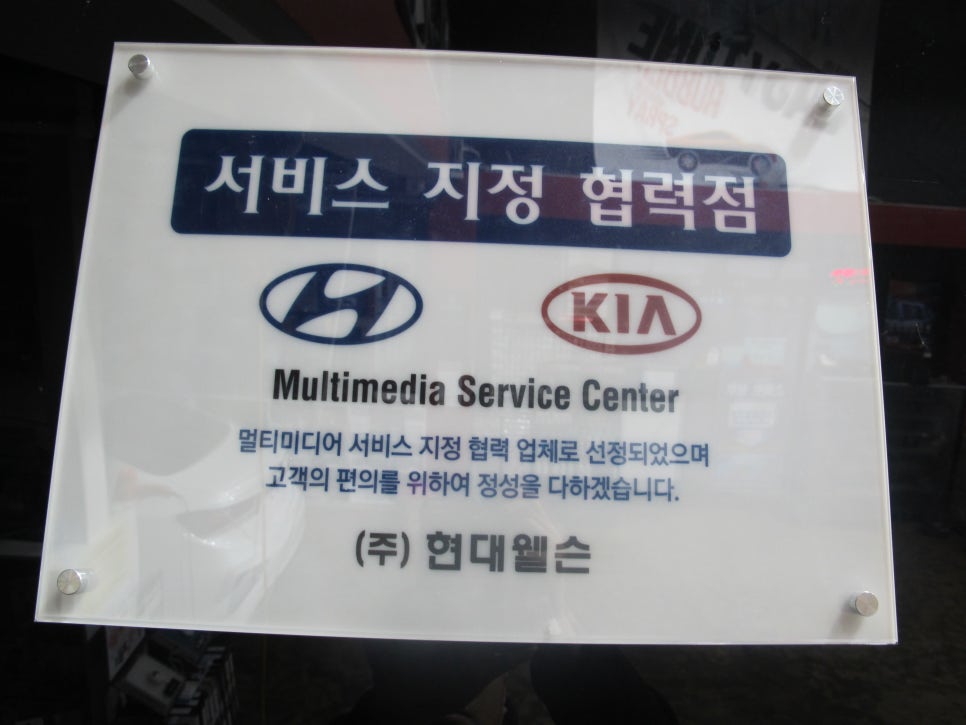 서비스 지정 협력점
KIA
Multimedia Service Center
멀티미디어 서비스 지정 협력 업체로 선정되었으며
고객의 편의를 위하여 정성을 다하겠습니다.
(주) 현대웰슨